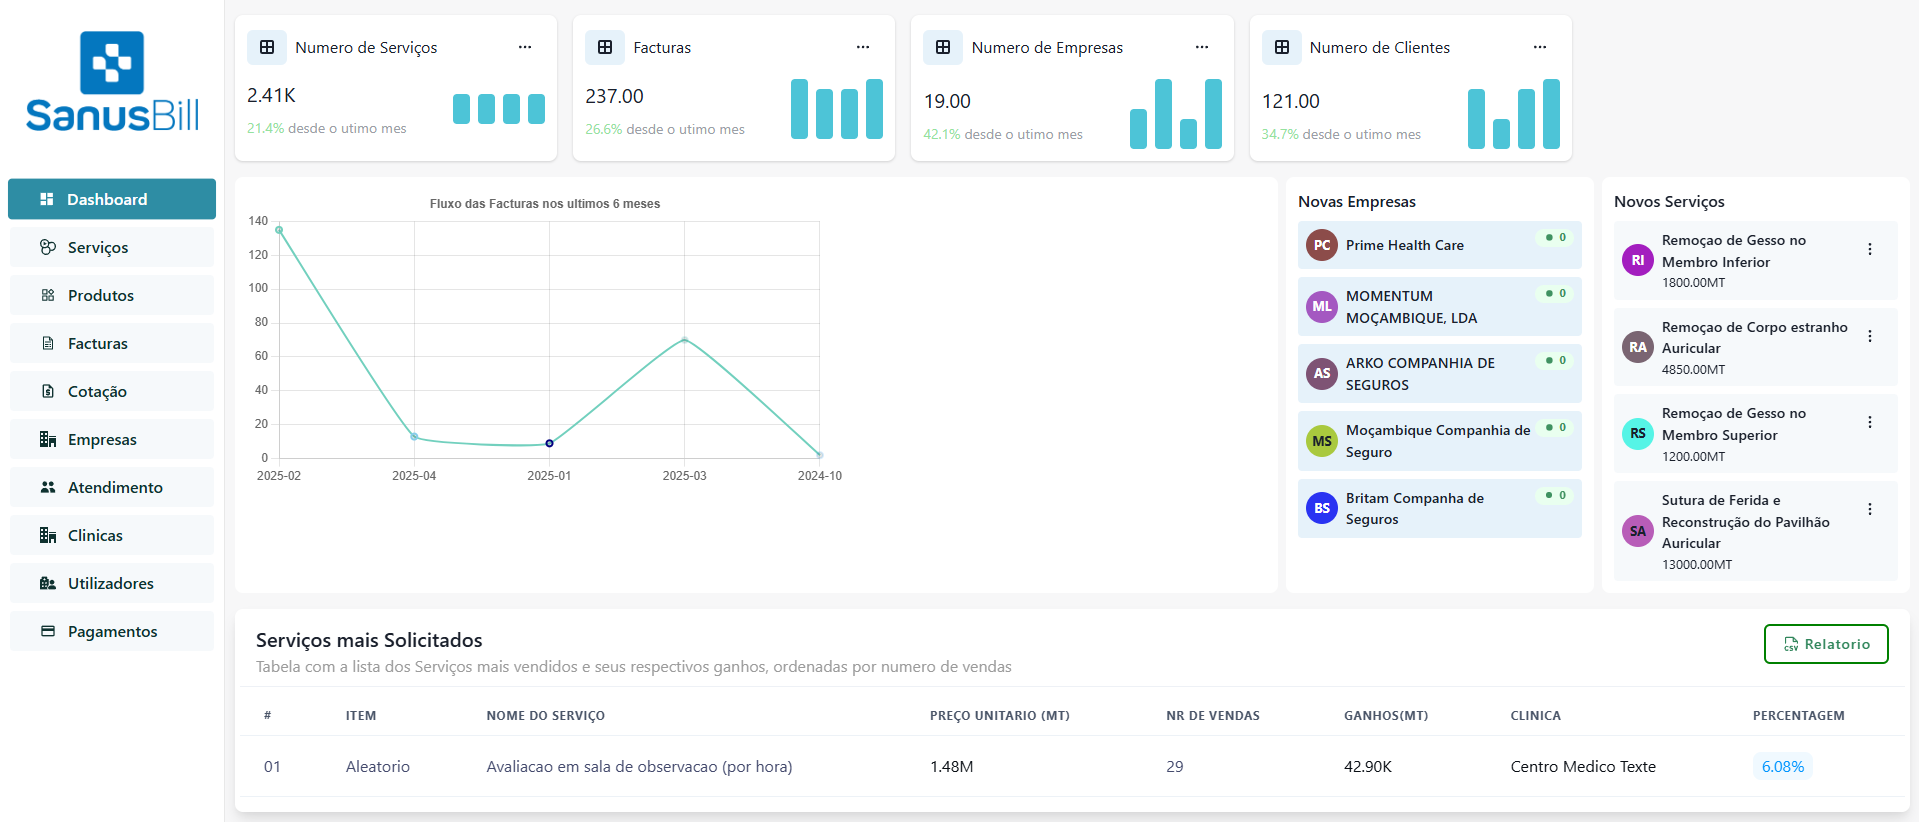 SanusBill
Dashboard
Serviços
Produtos
Facturas
Cotação
Empresas
Atendimento
Clinicas
Utilizadores
Pagamentos
Numero de Serviços
2.41K
21.4% desde o utimo mes
Facturas
237.00
26.6% desde o utimo mes
Numero de Empresas
19.00
42.1% desde o utimo mes
Numero de Clientes
121.00
34.7% desde o utimo mes
Fluxo das Facturas nos ultimos 6 meses
140
120
100
80
60
40
20
0
2025-02 2025-04 2025-01 2025-03 2024-10
Novas Empresas
PC Prime Health Care 0
ML MOMENTUM
MOÇAMBIQUE, LDA 0
AS ARKO COMPANHIA DE
SEGUROS 0
MS Moçambique Companhia de
Seguro 0
BS Britam Companha de
Seguros 0
Novos Serviços
RI Remoçao de Gesso no
Membro Inferior
1800.00MT
RA Remoçao de Corpo estranho
Auricular
4850.00MT
RS Remoçao de Gesso no
Membro Superior
1200.00MT
SA Sutura de Ferida e
Reconstrução do Pavilhão
Auricular
13000.00MT
Serviços mais Solicitados
Tabela com a lista dos Serviços mais vendidos e seus respectivos ganhos, ordenadas por numero de vendas
CSV Relatorio
# ITEM NOME DO SERVIÇO PREÇO UNITARIO (MT) NR DE VENDAS GANHOS(MT) CLINICA PERCENTAGEM
01 Aleatorio Avaliacao em sala de observacao (por hora) 1.48M 29 42.90K Centro Medico Texte 6.08%